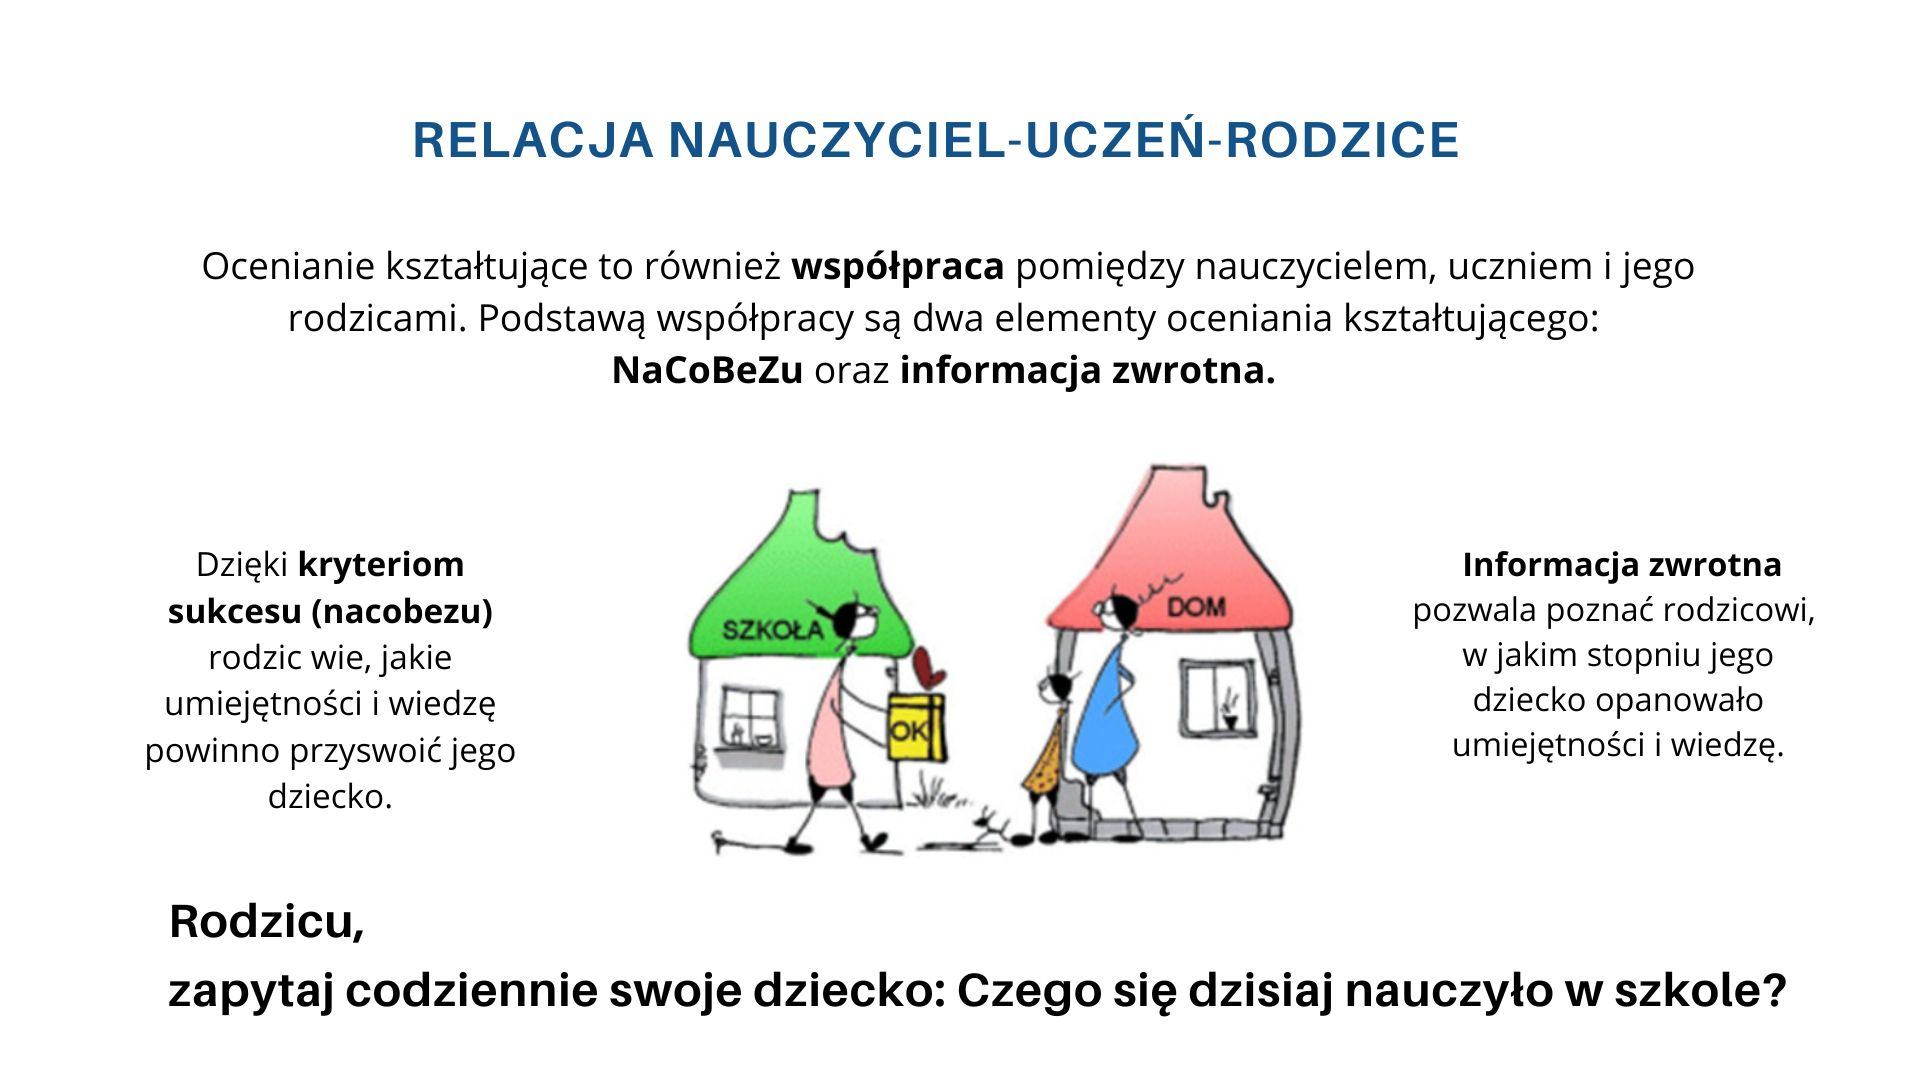 RELACJA NAUCZYCIEL-UCZEŃ-RODZICE
Ocenianie kształtujące to również współpraca pomiędzy nauczycielem, uczniem i jego
rodzicami. Podstawą współpracy są dwa elementy oceniania kształtującego:
NaCoBeZu oraz informacja zwrotna.
Dzięki kryteriom
sukcesu (nacobezu)
rodzic wie, jakie
umiejętności i wiedzę
powinno przyswoić jego
dziecko.
SZKOŁA
OK
DOM
Informacja zwrotna
pozwala poznać rodzicowi,
w jakim stopniu jego
dziecko opanowało
umiejętności i wiedzę.
Rodzicu,
zapytaj codziennie swoje dziecko: Czego się dzisiaj nauczyło w szkole?